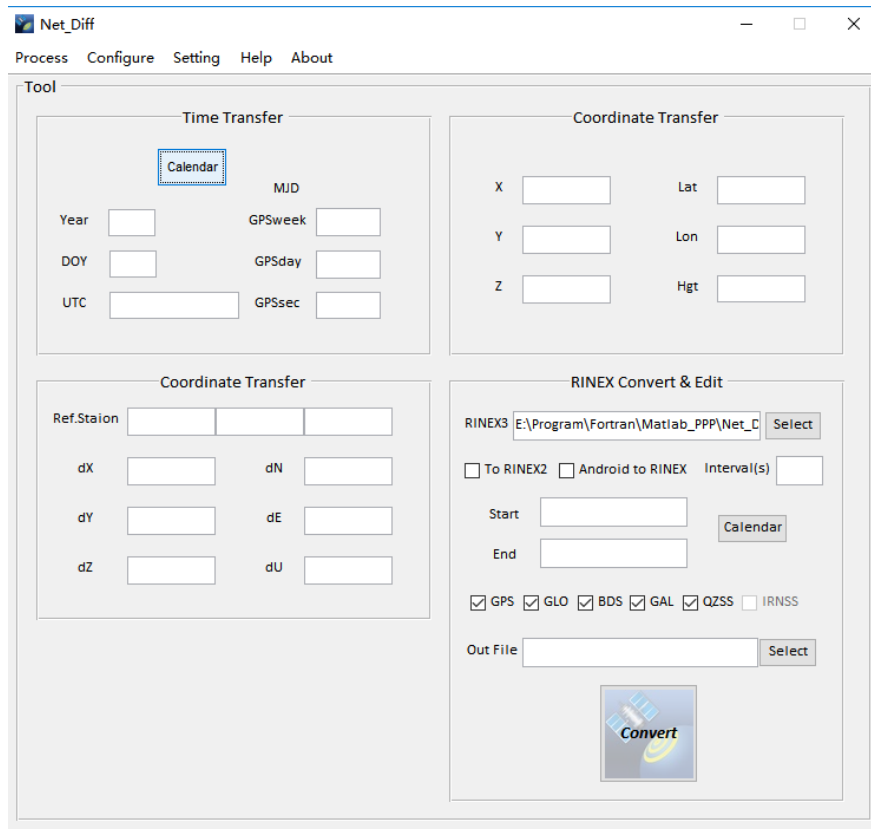 Net_Diff
Process Configure Setting Help About
Tool
Time Transfer
Calendar
MJD
Year GPSweek
DOY GPSday
UTC GPSsec
Coordinate Transfer
X Lat
Y Lon
Z Hgt
Coordinate Transfer
Ref.Staion
dX dN
dY dE
dZ dU
RINEX Convert & Edit
RINEX3 E:\Program\Fortran\Matlab_PPP\Net_D Select
To RINEX2 Android to RINEX Interval(s)
Start
Calendar
End
GPS GLO BDS GAL QZSS IRNSS
Out File Select
Convert